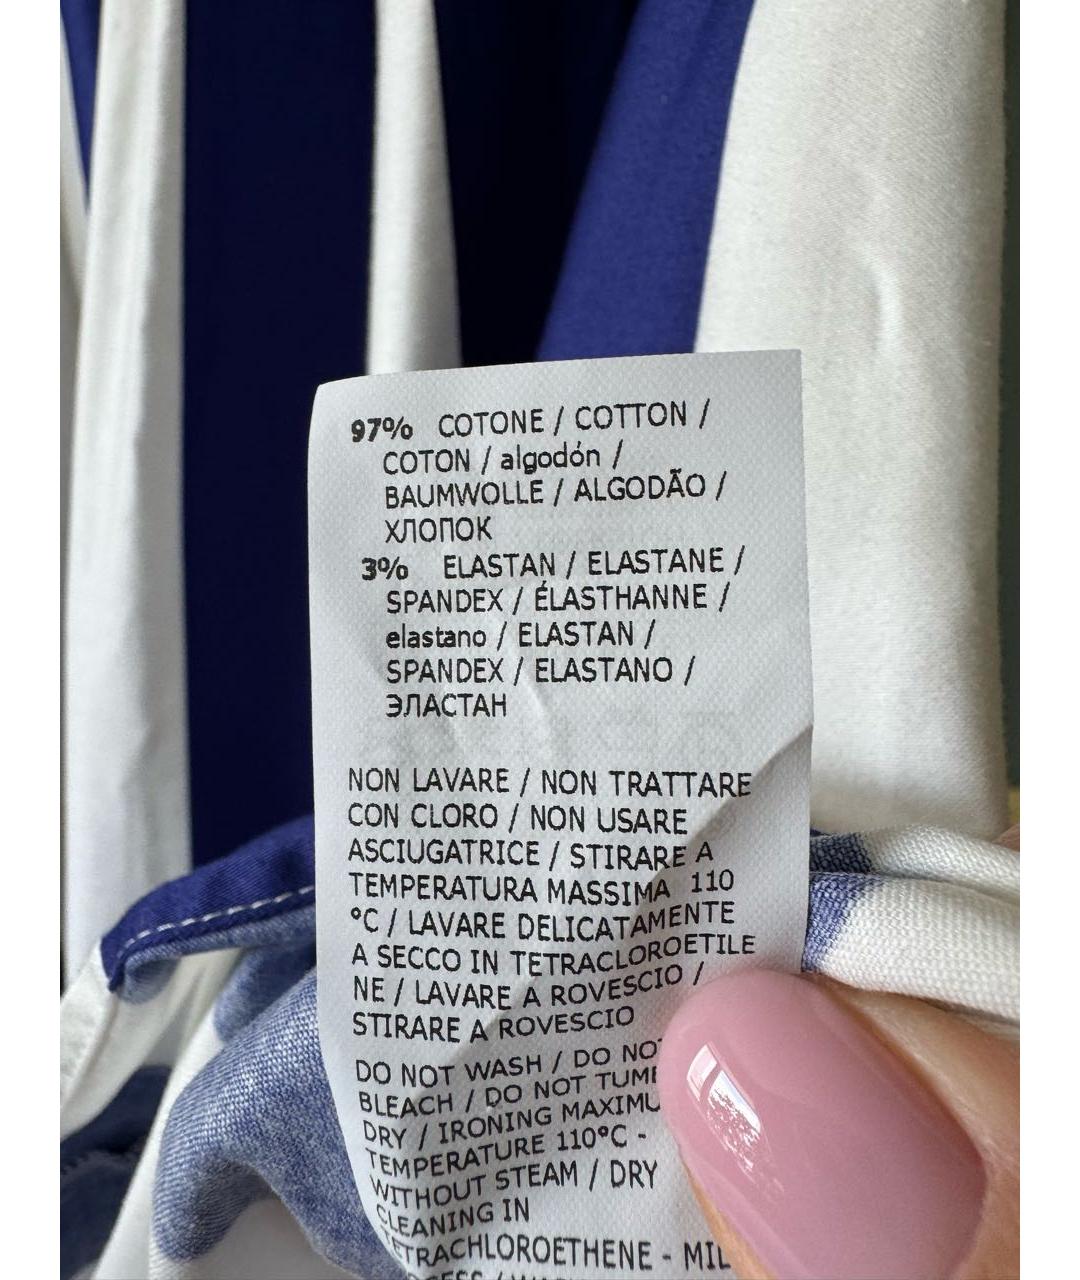 97% COTONE / COTTON /
COTON / algodón /
BAUMWOLLE / ALGODÃO /
ХЛОПОК
3% ELASTAN / ELASTANE /
SPANDEX / ÉLASTHANNE /
elastano / ELASTAN /
SPANDEX / ELASTANO /
ЭЛАСТАН
NON LAVARE / NON TRATTARE
CON CLORO / NON USARE
ASCIUGATRICE / STIRARE A
TEMPERATURA MASSIMA 110
°C / LAVARE DELICATAMENTE
A SECCO IN TETRACLOROETILE
NE / LAVARE A ROVESCIO /
STIRARE A ROVESCIO
DO NOT WASH / DO NOT
BLEACH / DO NOT TUMB
DRY / IRONING MAXIMU
TEMPERATURE 110°C -
WITHOUT STEAM / DRY
CLEANING IN
TETRACHLOROETHENE - MIL